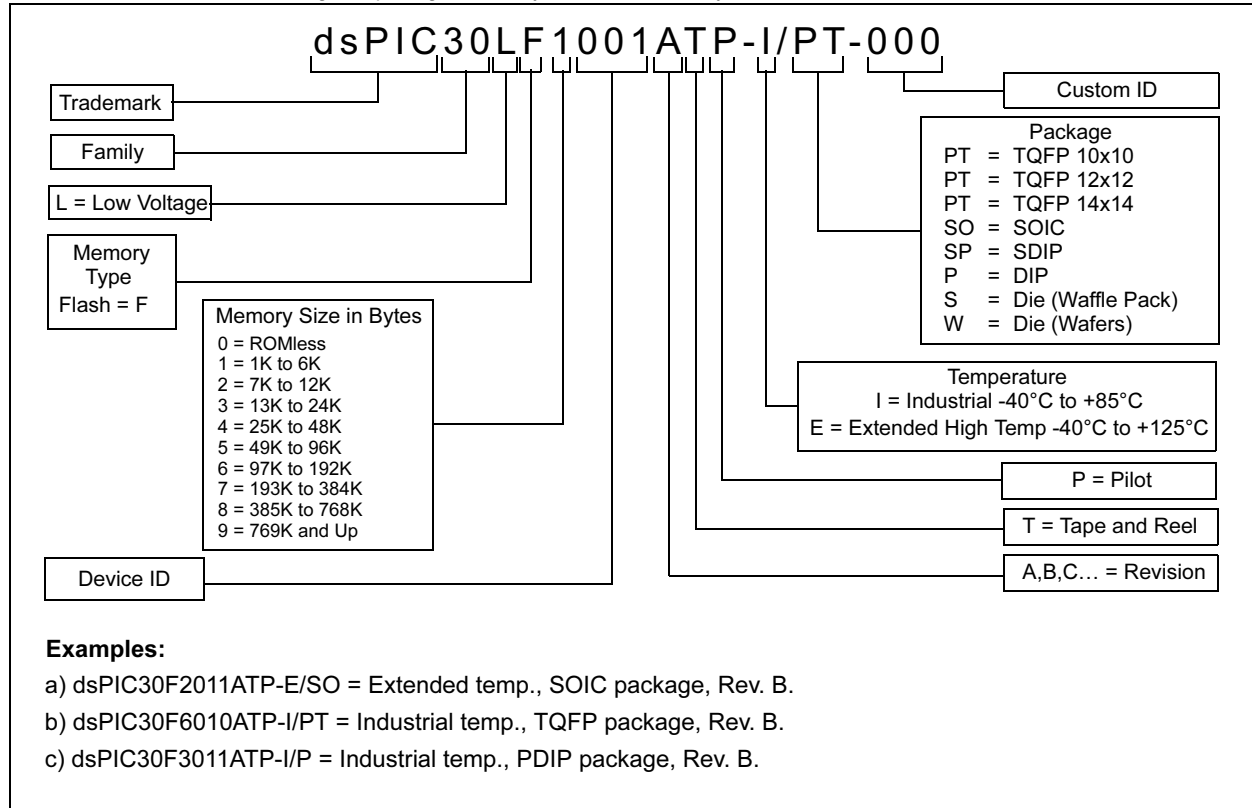 dsPIC30LF1001ATP-I/PT-000
Trademark
Family
L = Low Voltage
Memory
Type
Flash = F
Memory Size in Bytes
0 = ROMless
1 = 1K to 6K
2 = 7K to 12K
3 = 13K to 24K
4 = 25K to 48K
5 = 49K to 96K
6 = 97K to 192K
7 = 193K to 384K
8 = 385K to 768K
9 = 769K and Up
Device ID
Custom ID
Package
PT = TQFP 10x10
PT = TQFP 12x12
PT = TQFP 14x14
SO = SOIC
SP = SDIP
P = DIP
S = Die (Waffle Pack)
W = Die (Wafers)
Temperature
I = Industrial -40°C to +85°C
E = Extended High Temp -40°C to +125°C
P = Pilot
T = Tape and Reel
A,B,C… = Revision
Examples:
a) dsPIC30F2011ATP-E/SO = Extended temp., SOIC package, Rev. B.
b) dsPIC30F6010ATP-I/PT = Industrial temp., TQFP package, Rev. B.
c) dsPIC30F3011ATP-I/P = Industrial temp., PDIP package, Rev. B.